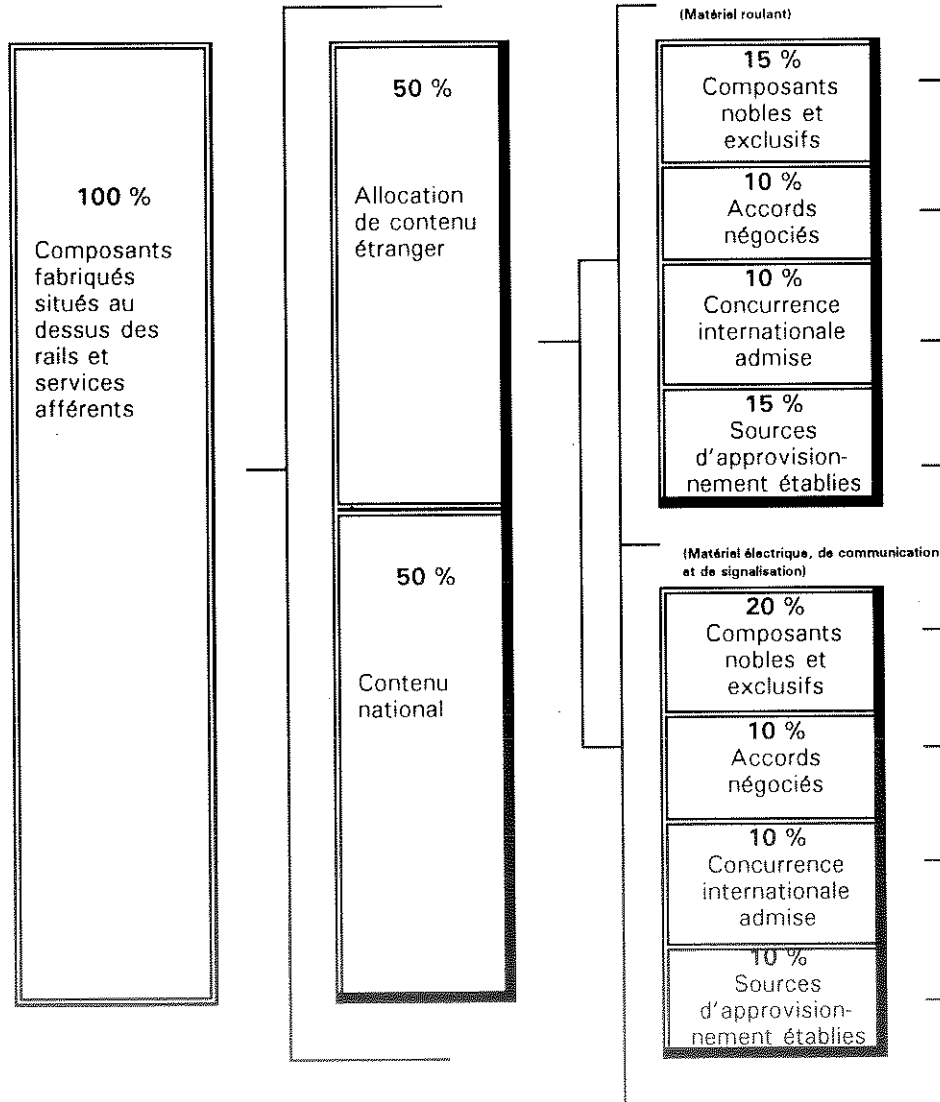 100 %
Composants
fabriqués
situés au
dessus des
rails et
services
afférents
50 %
Allocation
de contenu
étranger
50 %
Contenu
national
(Matériel roulant)
15 %
Composants
nobles et
exclusifs
10 %
Accords
négociés
10 %
Concurrence
internationale
admise
15 %
Sources
d'approvision-
nement établies
(Matériel électrique, de communication
et de signalisation)
20 %
Composants
nobles et
exclusifs
10 %
Accords
négociés
10 %
Concurrence
internationale
admise
10 %
Sources
d'approvision-
nement établies